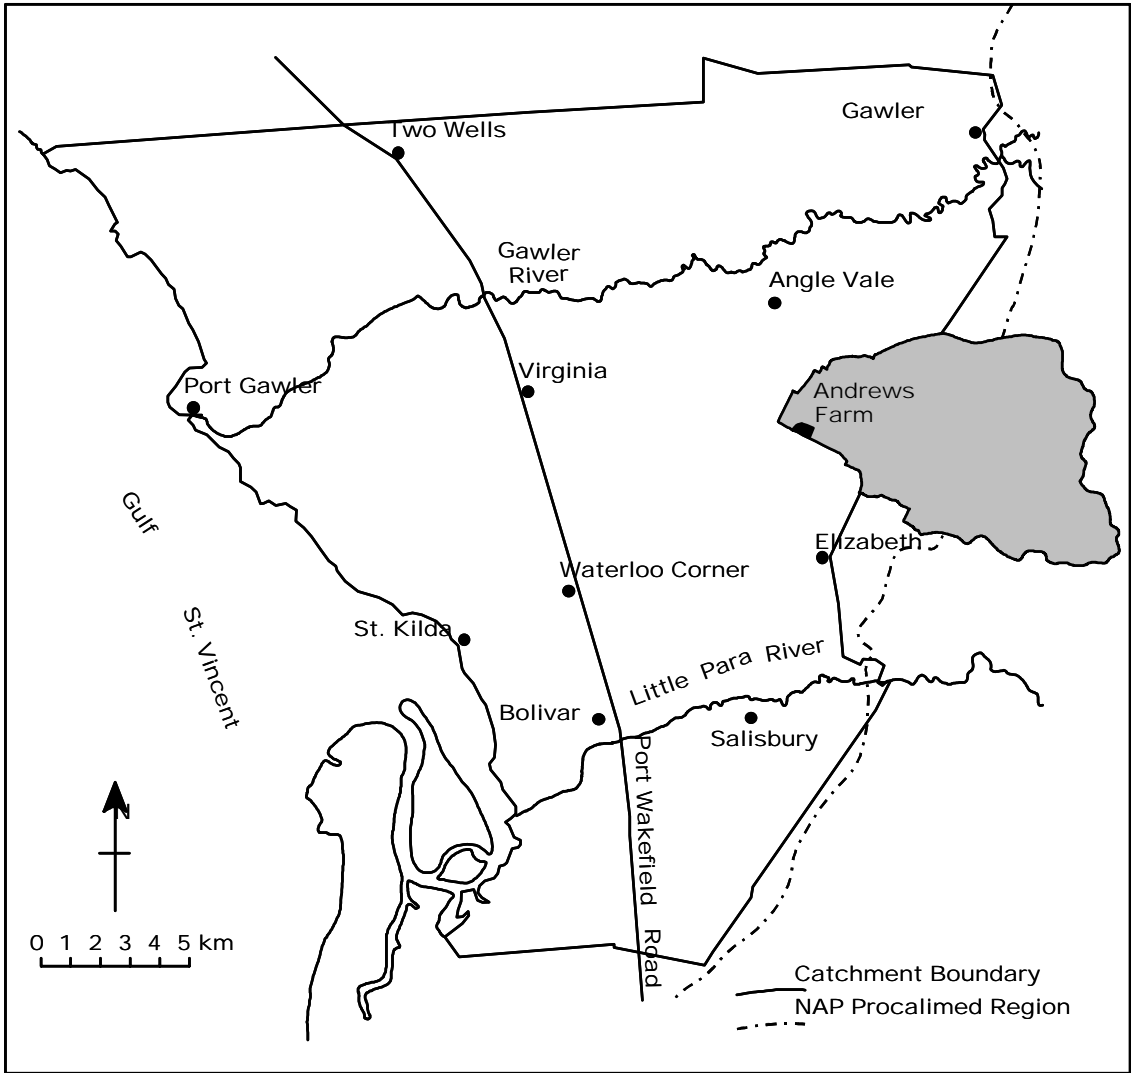 Gawler
Two Wells
Gawler
River
Angle Vale
Virginia
Port Gawler
Andrews
Farm
Gulf
Elizabeth
Waterloo Corner
St. Vincent
St. Kilda
Little Para River
Bolivar
Salisbury
Port Wakefield Road
N
0 1 2 3 4 5 km
Catchment Boundary
NAP Procalimed Region